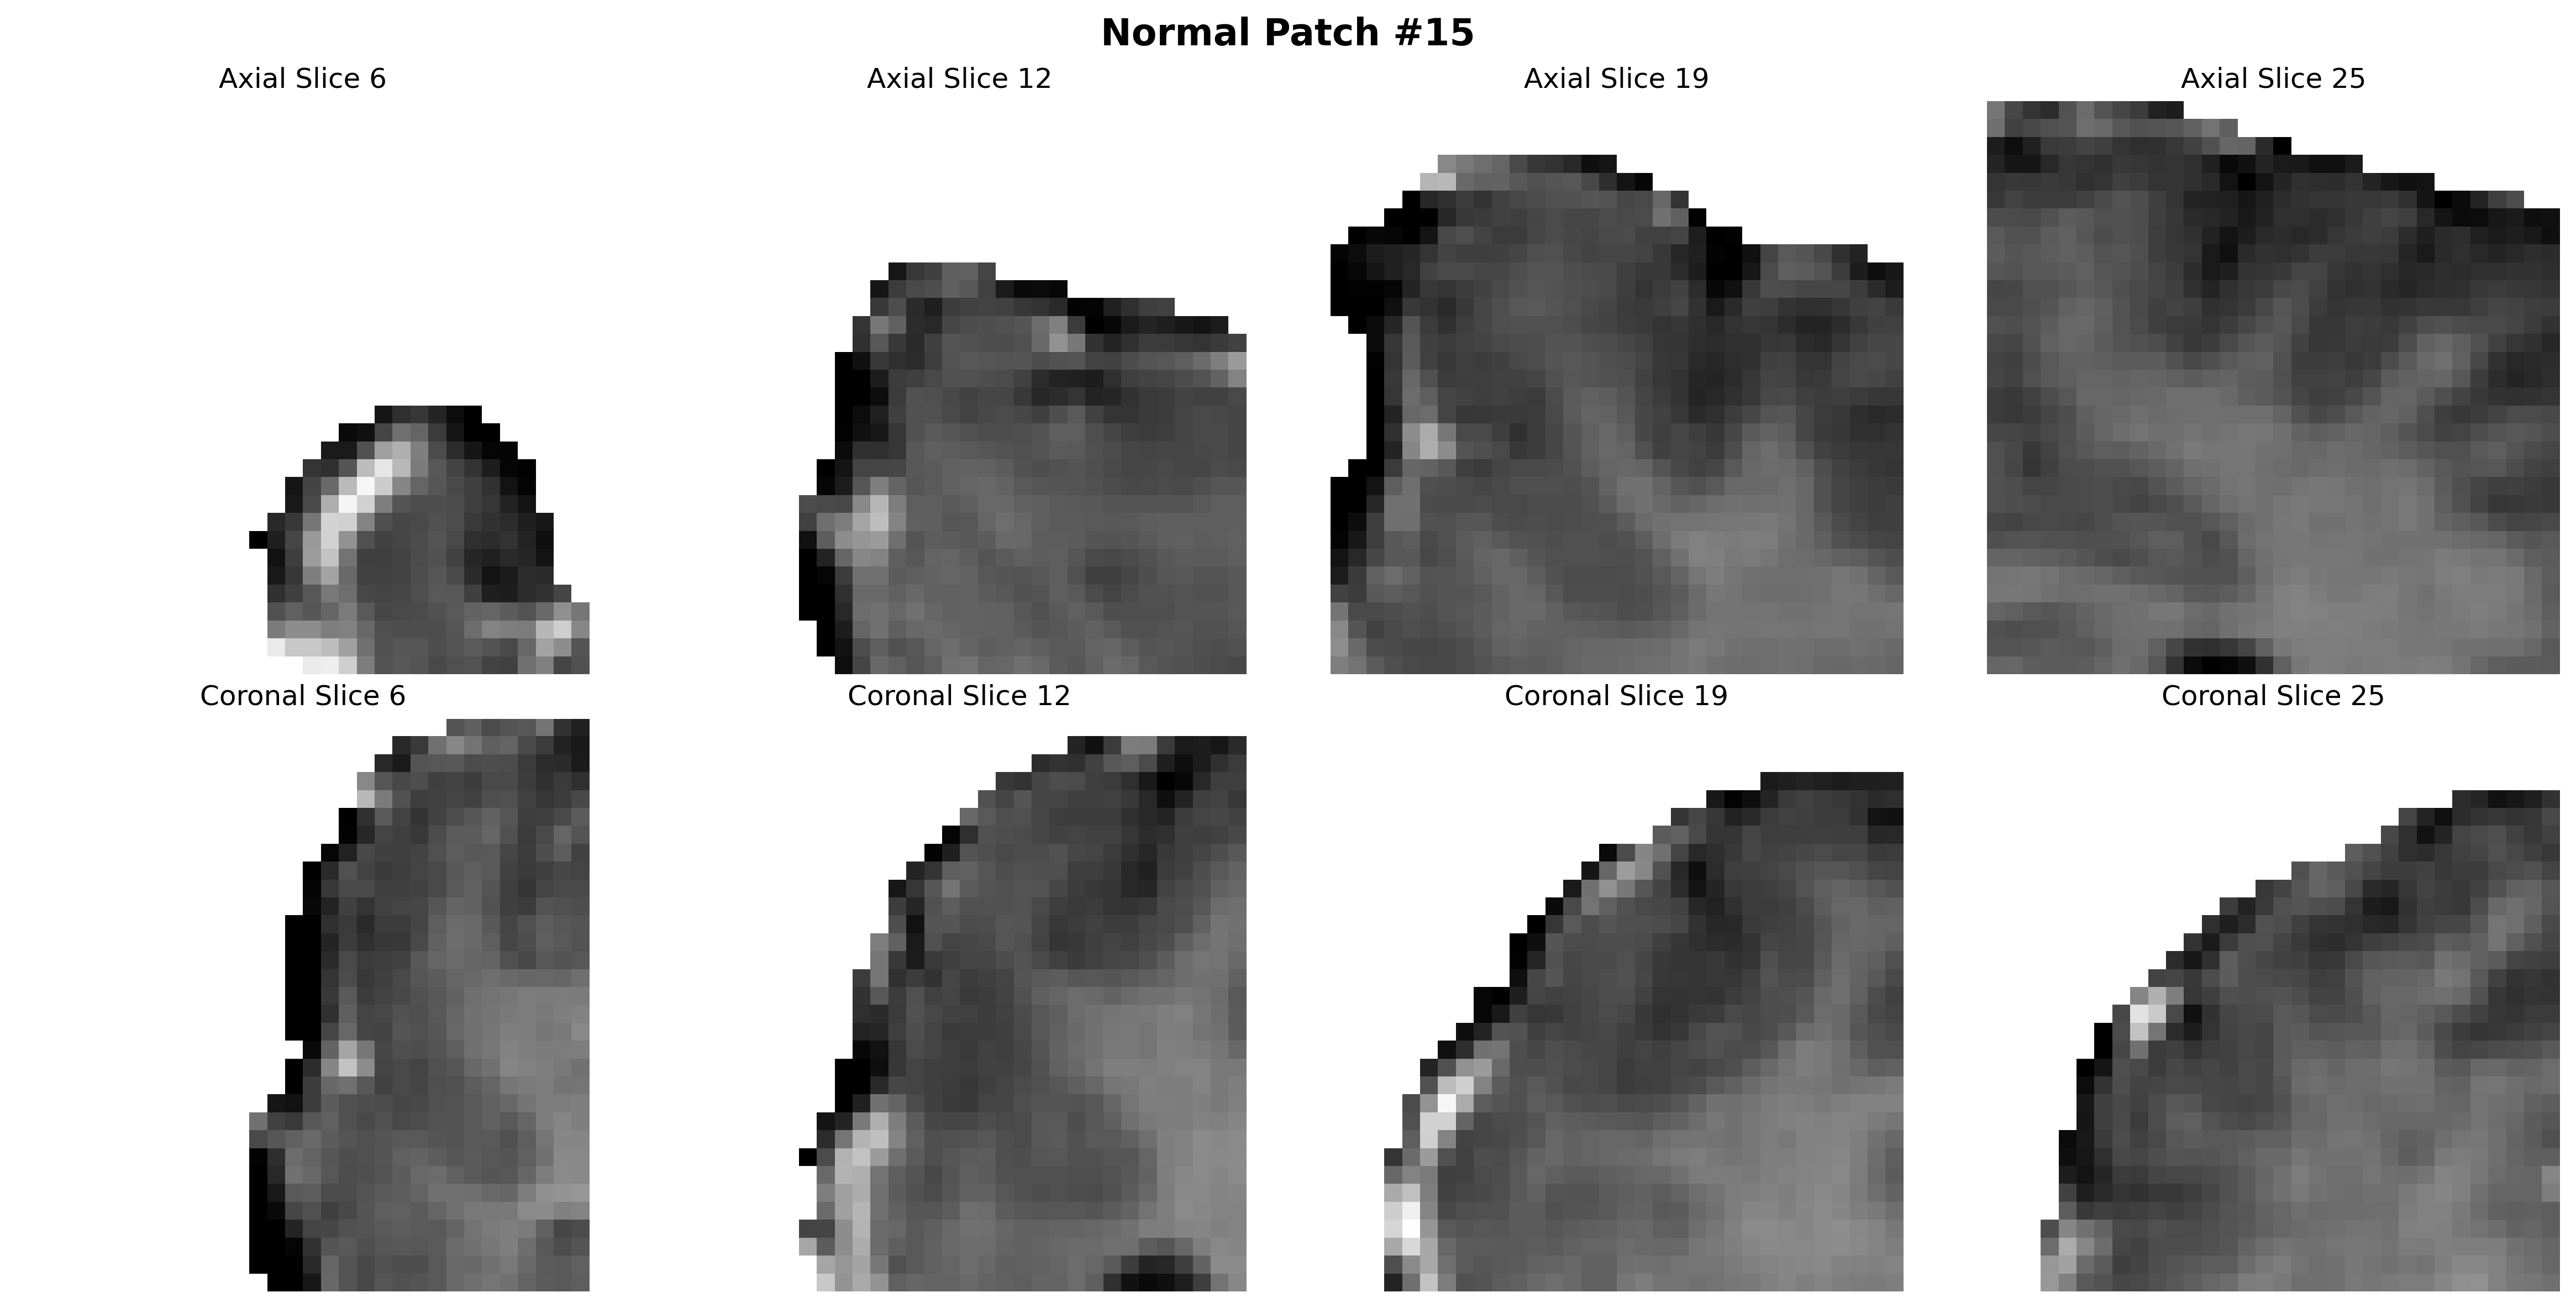 Normal Patch #15
Axial Slice 6
Axial Slice 12
Axial Slice 19
Axial Slice 25
Coronal Slice 6
Coronal Slice 12
Coronal Slice 19
Coronal Slice 25